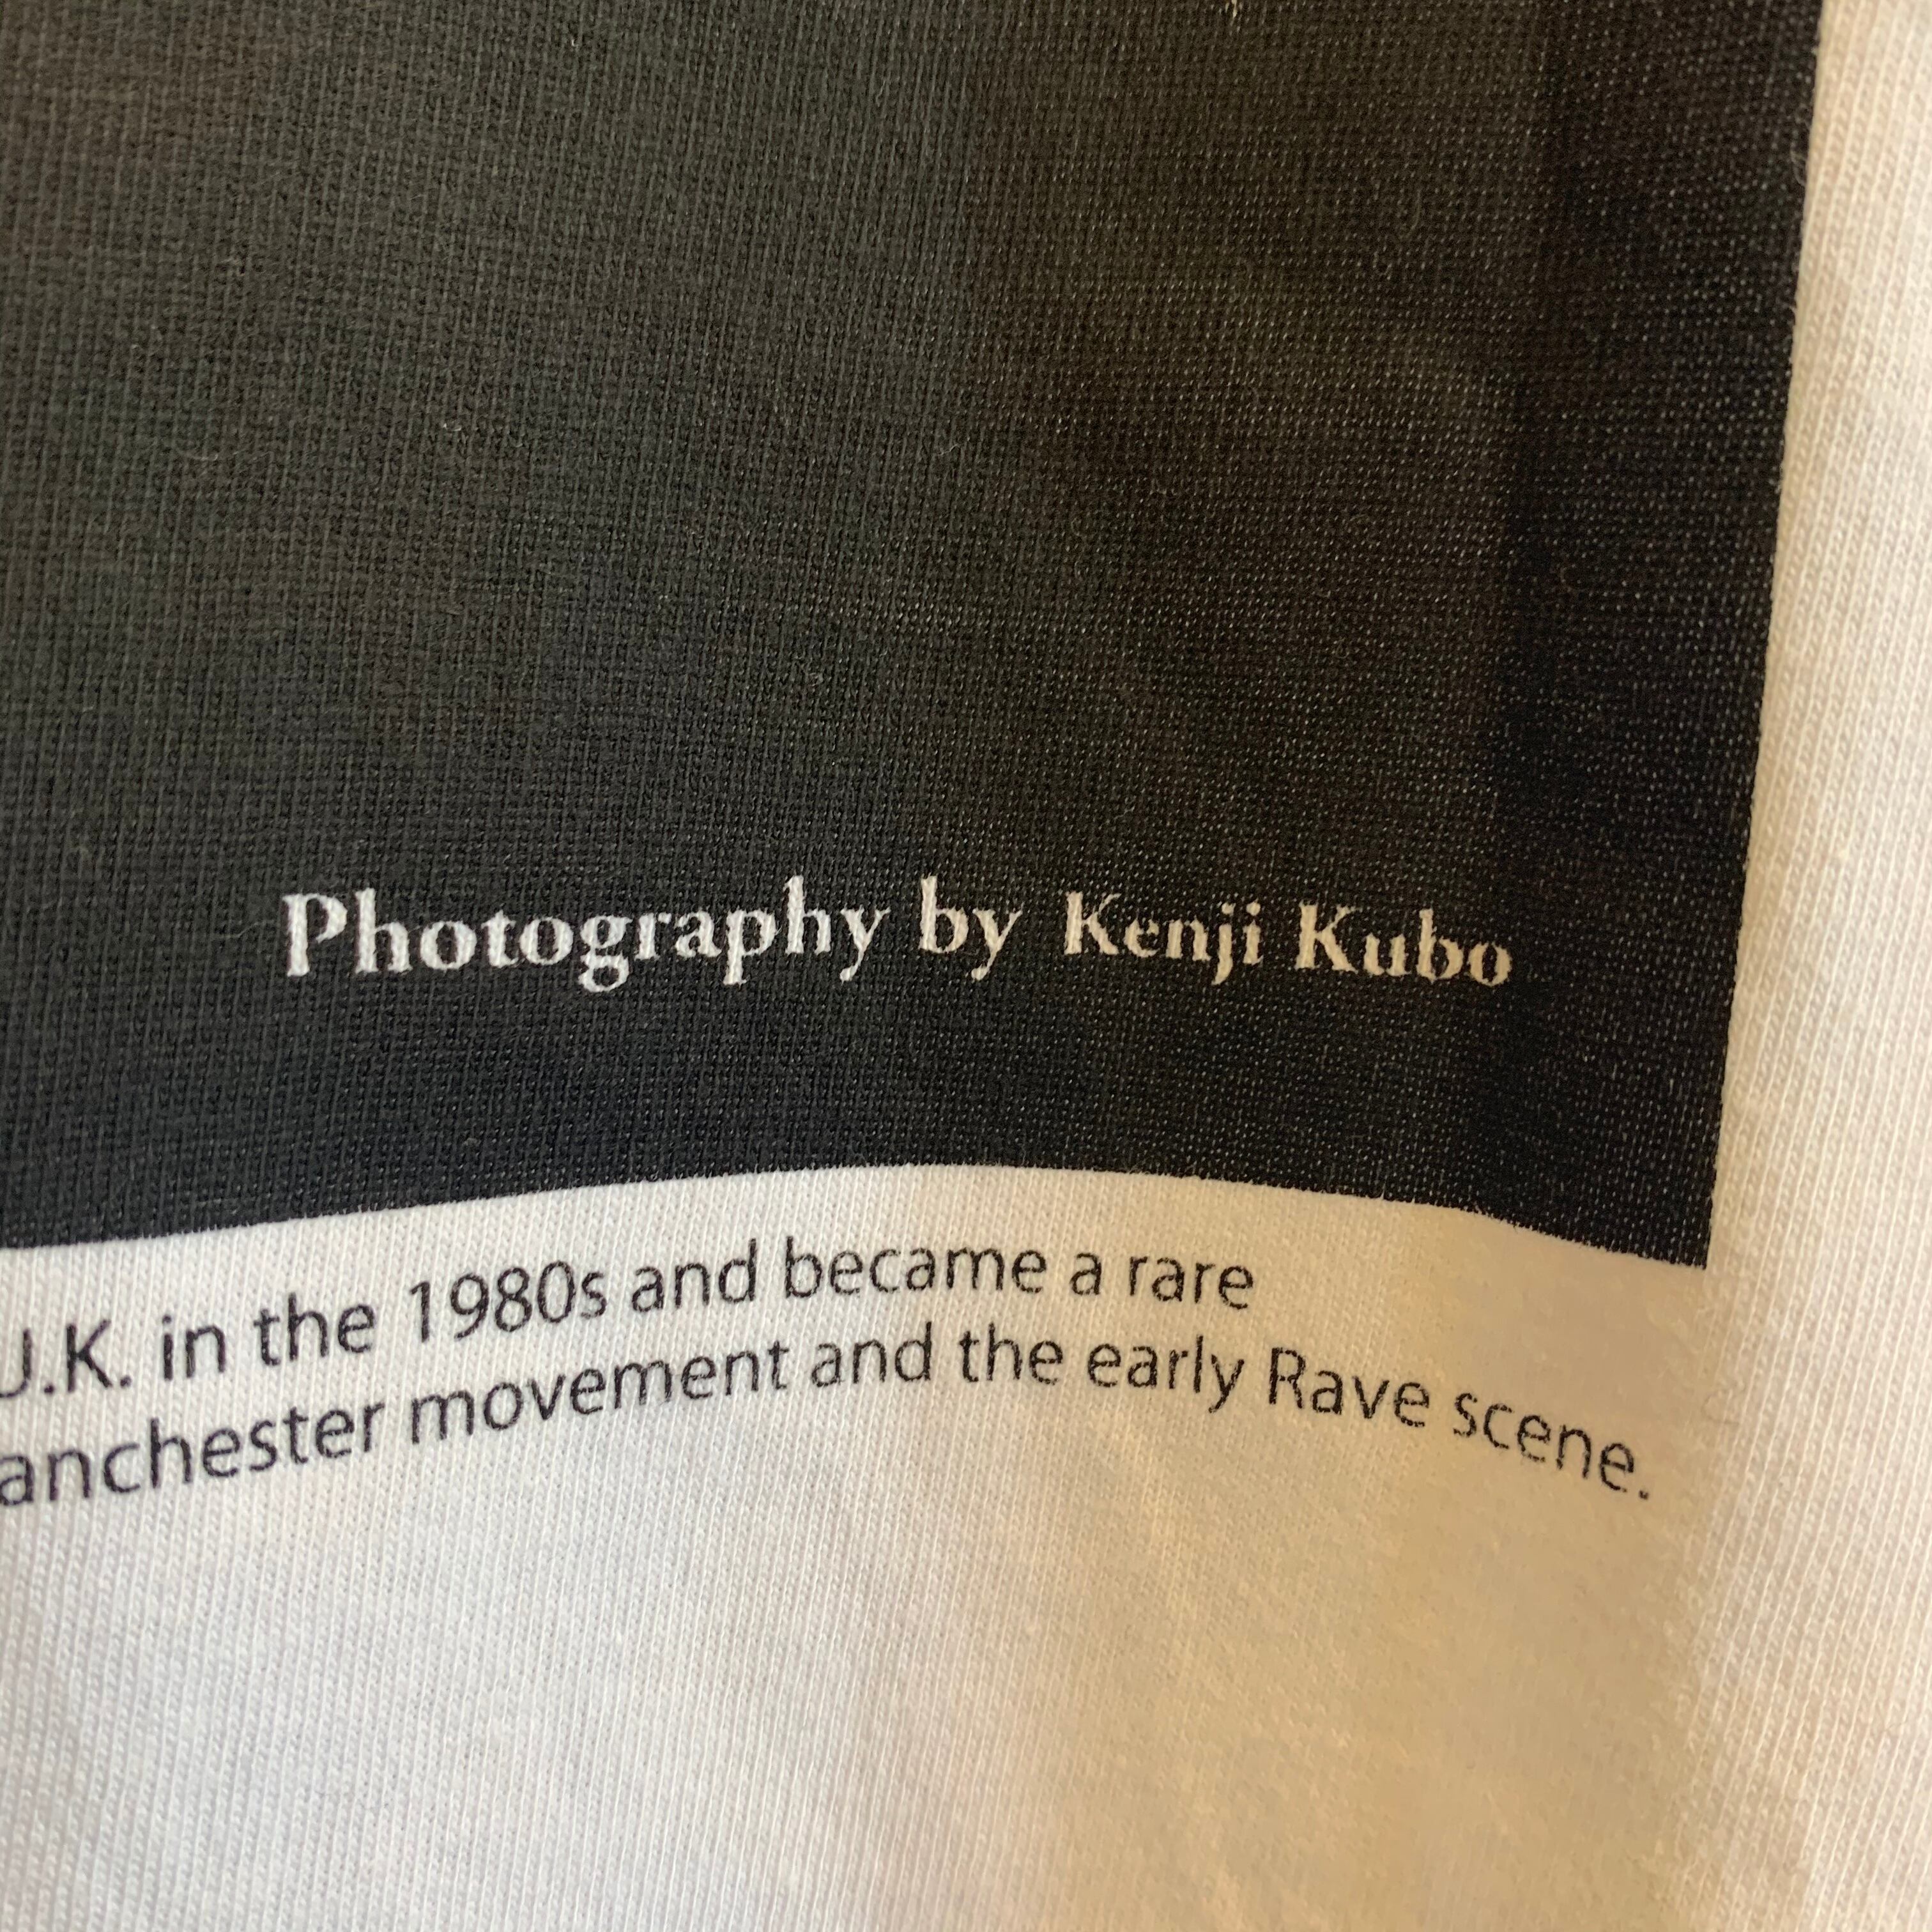 Photography by Kenji Kubo
U.K. in the 1980s and became a rare
anchester movement and the early Rave scene.